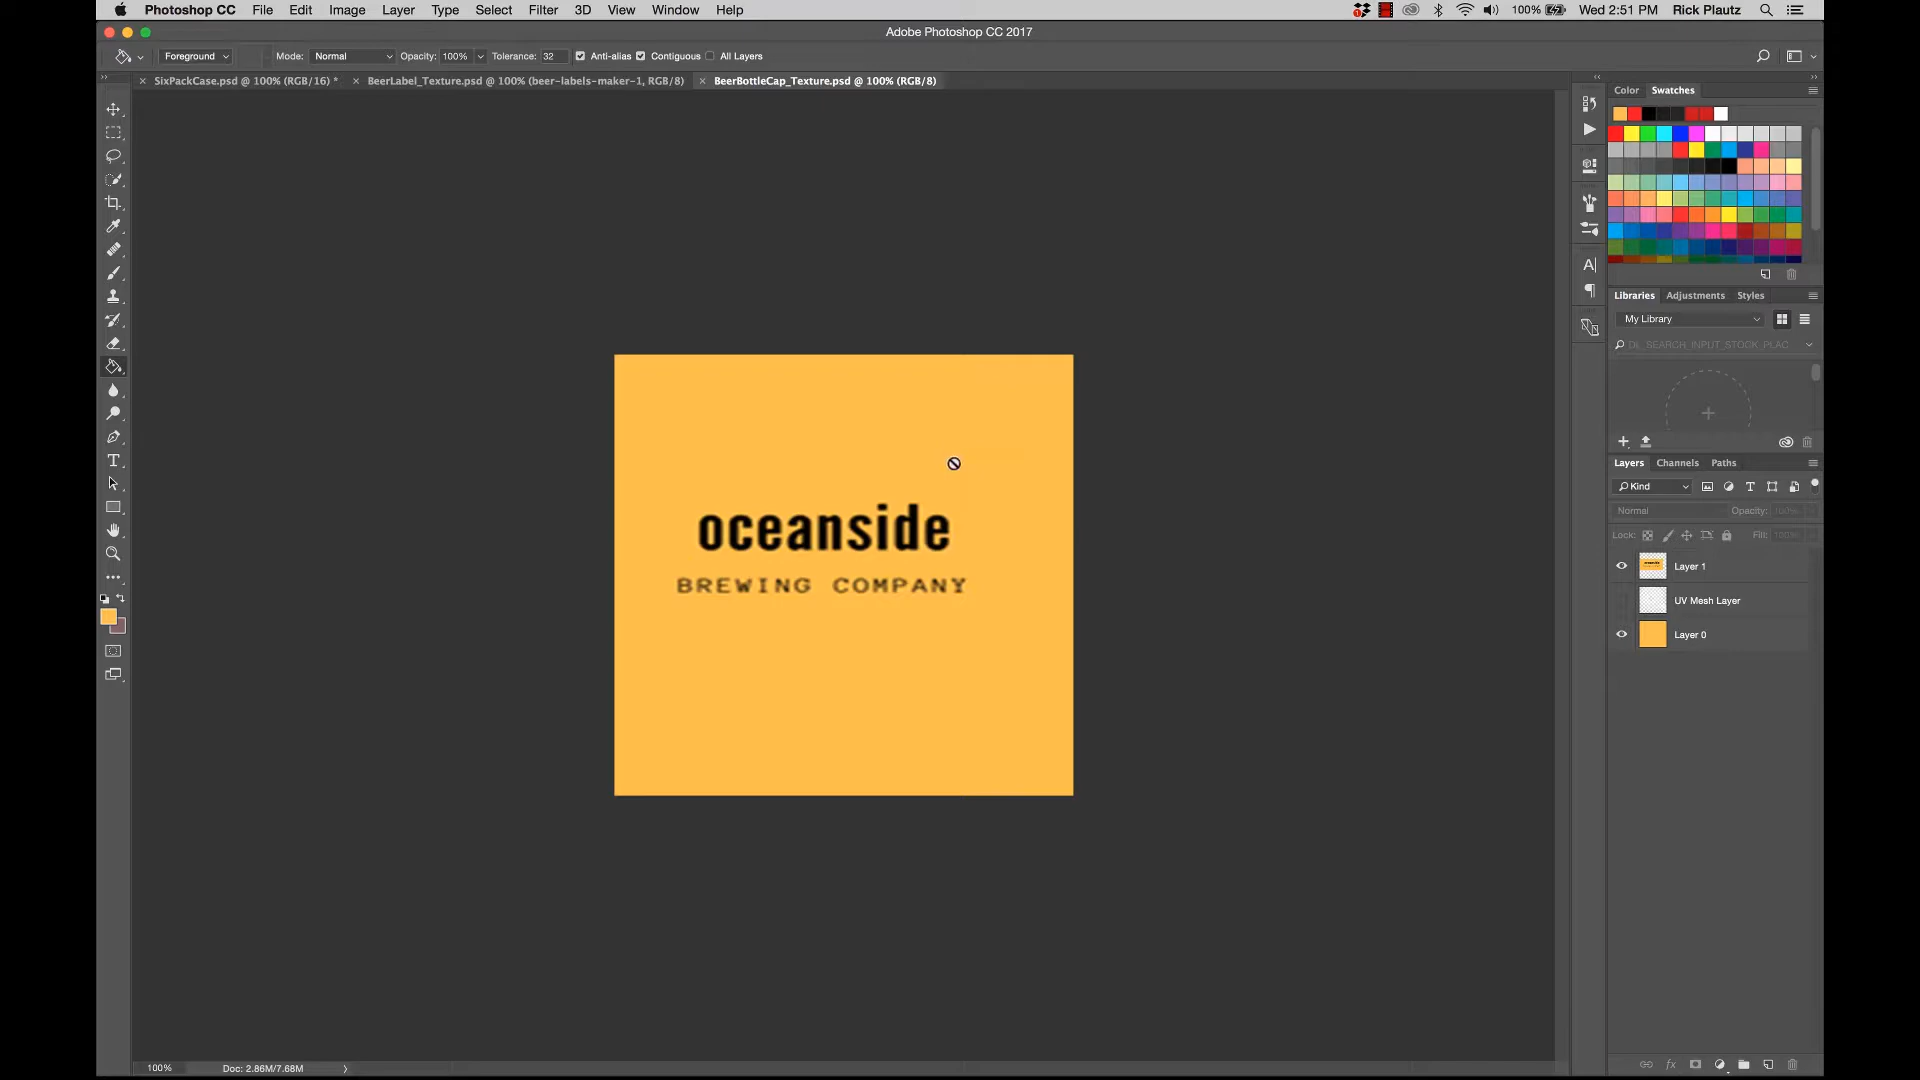 Photoshop CC File Edit Image Layer Type Select Filter 3D View Window Help 100% Wed 2:51 PM Rick Plautz
Adobe Photoshop CC 2017
Foreground Mode: Normal Opacity: 100% Tolerance: 32 Anti-alias Contiguous All Layers
SixPackCase.psd @ 100% (RGB/16) * BeerLabel_Texture.psd @ 100% (beer-labels-maker-1, RGB/8) BeerBottleCap_Texture.psd @ 100% (RGB/8)
Color Swatches
Libraries Adjustments Styles
My Library
DL_SEARCH_INPUT_STOCK_PLAC
Layers Channels Paths
Kind
Normal Opacity: 100%
Lock: Fill: 100%
Layer 1
UV Mesh Layer
Layer 0
oceanside
BREWING COMPANY
100% Doc: 2.86M/7.68M